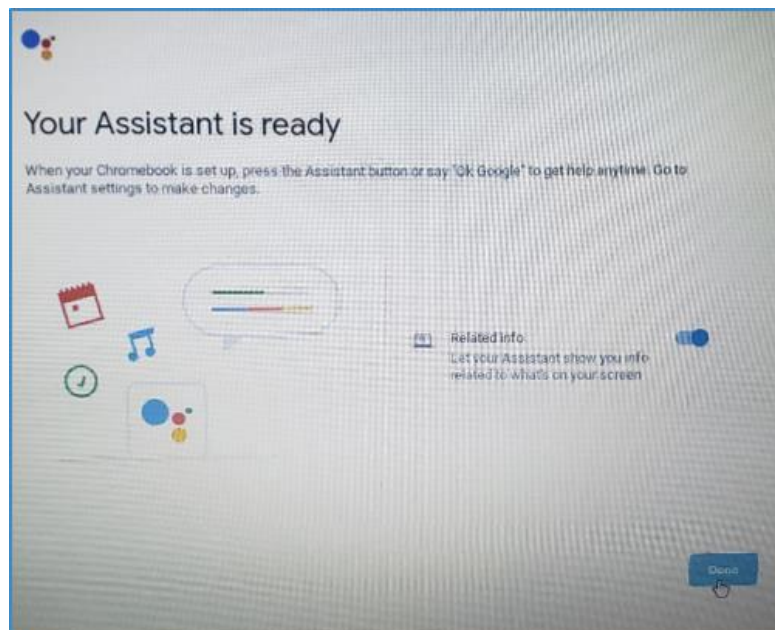 Your Assistant is ready
When your Chromebook is set up, press the Assistant button or say "Ok Google" to get help anytime. Go to
Assistant settings to make changes.
Related info
Let your Assistant show you info
related to what's on your screen
Done